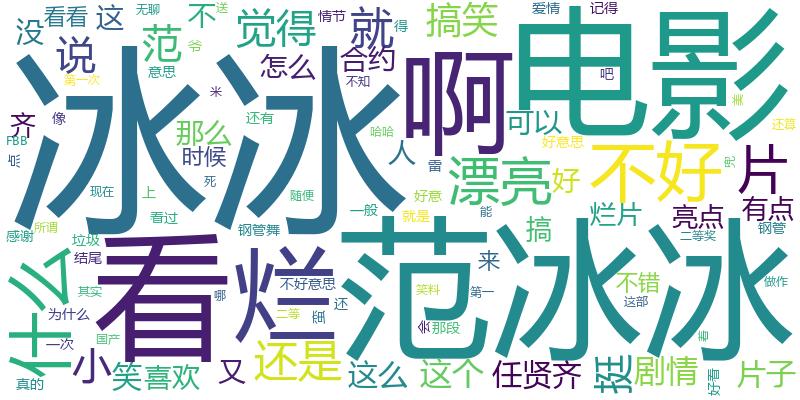 无聊
情节
爱情
记得
看看 这
送
没
不
觉得
就
搞笑
电影
说
范
爷
怎么
合约
第一次
意思
不知
吧
美
冰冰
啊
米
齐
像
那么
还有
可以
还算
FBB
哈哈
好意思
点
时候
人
雷
漂亮
好
不好
片
兜
死
现在
上
随便
好意
能
亮点
有点
看过
一般
就是
烂片
所谓
感谢
垃圾
钢管舞
搞
二等奖
钢管
什么
结尾
看
烂
范冰冰
来
不错
其实
哪
不好意思
还
笑料
第一
这部
做作
为什么
二等
会
那段
国产
春
一次
还是
小
真的
笑
喜欢
又
这么
这个
任贤齐
挺
剧情
好看
片子
得